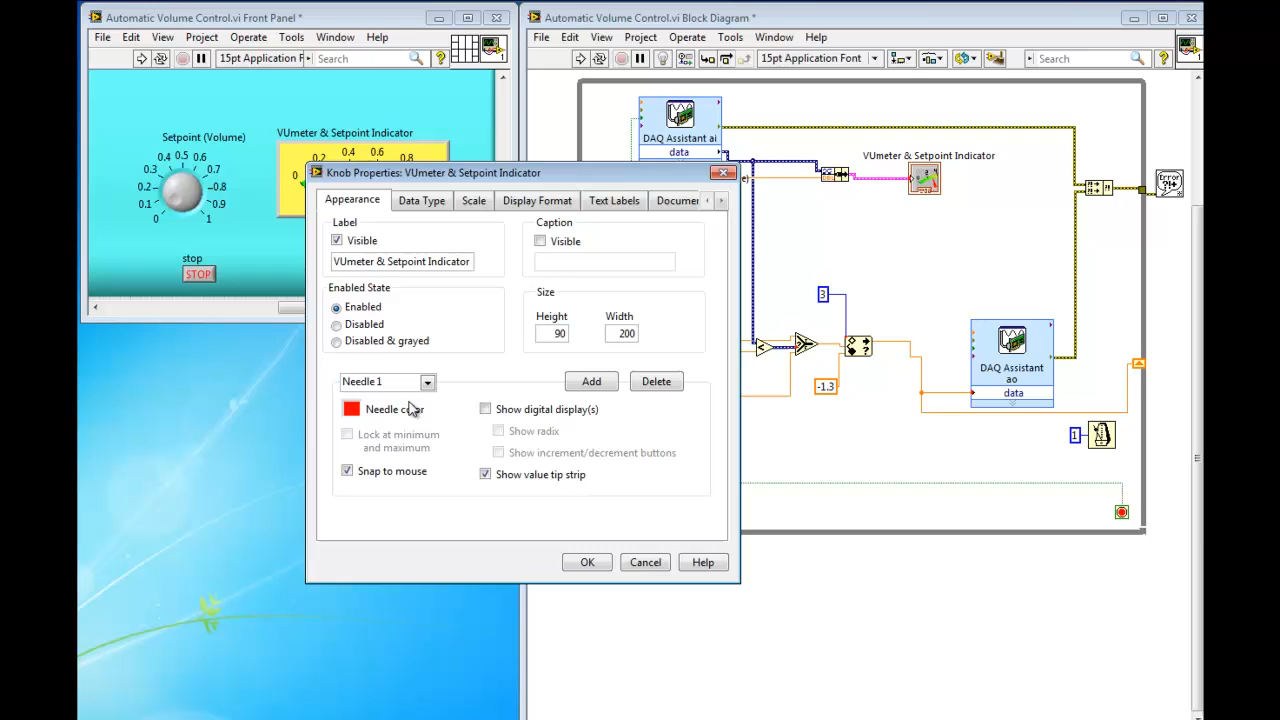 Automatic Volume Control.vi Front Panel *
File Edit View Project Operate Tools Window Help
15pt Application F
Search
Setpoint (Volume)
0.4 0.5 0.6
0.3 0.7
0.2 0.8
0.1 0.9
0 1
stop
STOP
VUmeter & Setpoint Indicator
0.4 0.6
0.2 0.8
0
Automatic Volume Control.vi Block Diagram *
File Edit View Project Operate Tools Window Help
15pt Application Font
Search
DAQ Assistant ai
data
VUmeter & Setpoint Indicator
Error
?!
3
-1.3
DAQ Assistant
ao
data
1
Knob Properties: VUmeter & Setpoint Indicator
Appearance Data Type Scale Display Format Text Labels Documen
Label
Visible
VUmeter & Setpoint Indicator
Caption
Visible
Enabled State
Enabled
Disabled
Disabled & grayed
Size
Height Width
90 200
Needle 1
Add Delete
Needle color
Lock at minimum
and maximum
Snap to mouse
Show digital display(s)
Show radix
Show increment/decrement buttons
Show value tip strip
OK Cancel Help